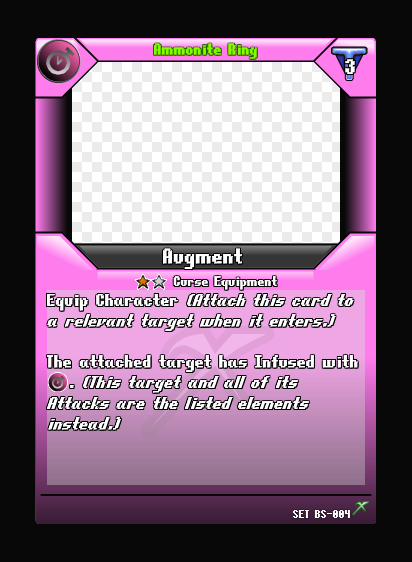 Ammonite Ring
3
Augment
Curse Equipment
Equip Character (Attach this card to
a relevant target when it enters.)
The attached target has Infused with
. (This target and all of its
Attacks are the listed elements
instead.)
SET BS-004